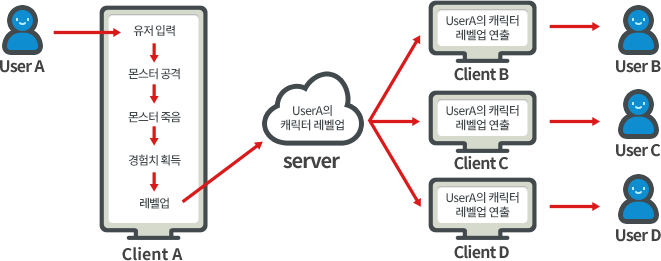 User A
유저 입력
몬스터 공격
몬스터 죽음
경험치 획득
레벨업
Client A
UserA의
캐릭터 레벨업
server
UserA의 캐릭터
레벨업 연출
Client B
User B
UserA의 캐릭터
레벨업 연출
Client C
User C
UserA의 캐릭터
레벨업 연출
Client D
User D